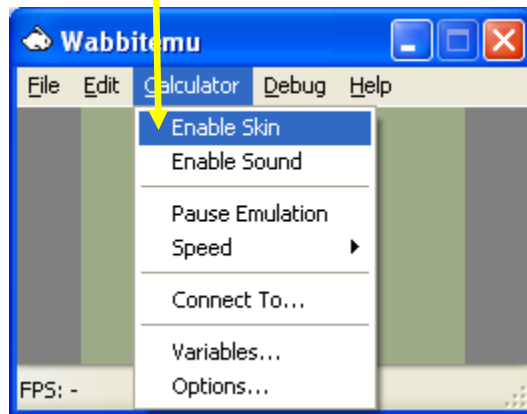 Wabbitemu
File Edit Calculator Debug Help
Enable Skin
Enable Sound
Pause Emulation
Speed
Connect To...
Variables...
Options...
FPS: -